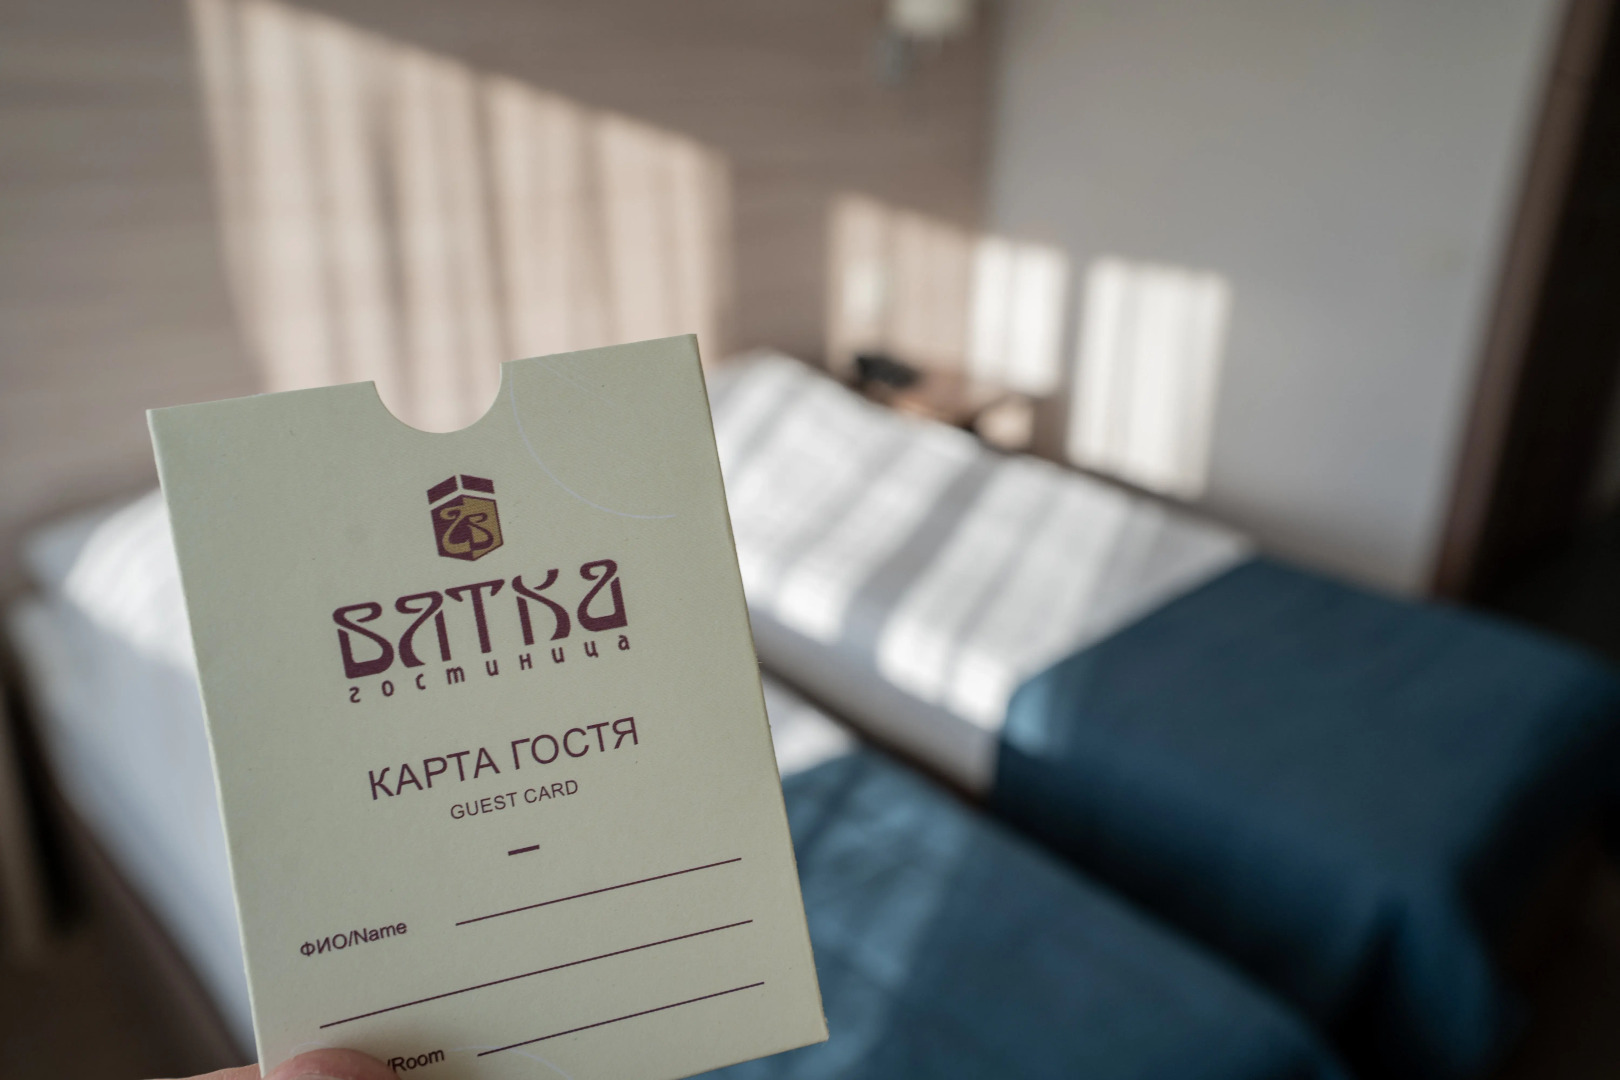 ВЯТКА
гостиница
КАРТА ГОСТЯ
GUEST CARD
ФИО/Name
/Room